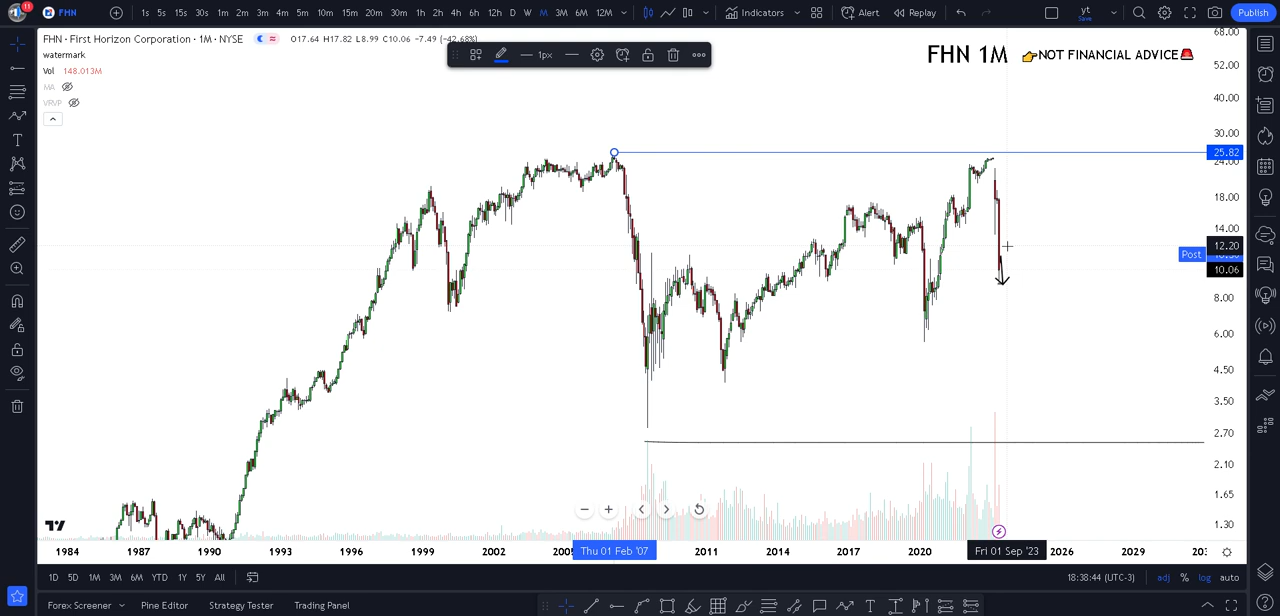 11
FHN
1s 5s 15s 30s 1m 2m 3m 4m 5m 10m 15m 20m 30m 1h 2h 4h 6h 12h D W M 3M 6M 12M
Indicators
Alert
Replay
yt
Save
Publish
FHN · First Horizon Corporation · 1M · NYSE
O17.64 H17.82 L8.99 C10.06 -7.49 (-42.68%)
watermark
Vol 148.013M
MA
VRVP
1px
FHN 1M
👉NOT FINANCIAL ADVICE🚨
68.00
52.00
40.00
30.00
25.82
24.00
18.00
14.00
12.20
Post
10.06
8.00
6.00
4.50
3.50
2.70
2.10
1.65
1.30
1984 1987 1990 1993 1996 1999 2002 Thu 01 Feb '07 2011 2014 2017 2020 Fri 01 Sep '23 2026 2029
1D 5D 1M 3M 6M YTD 1Y 5Y All
18:38:44 (UTC-3) adj % log auto
Forex Screener Pine Editor Strategy Tester Trading Panel